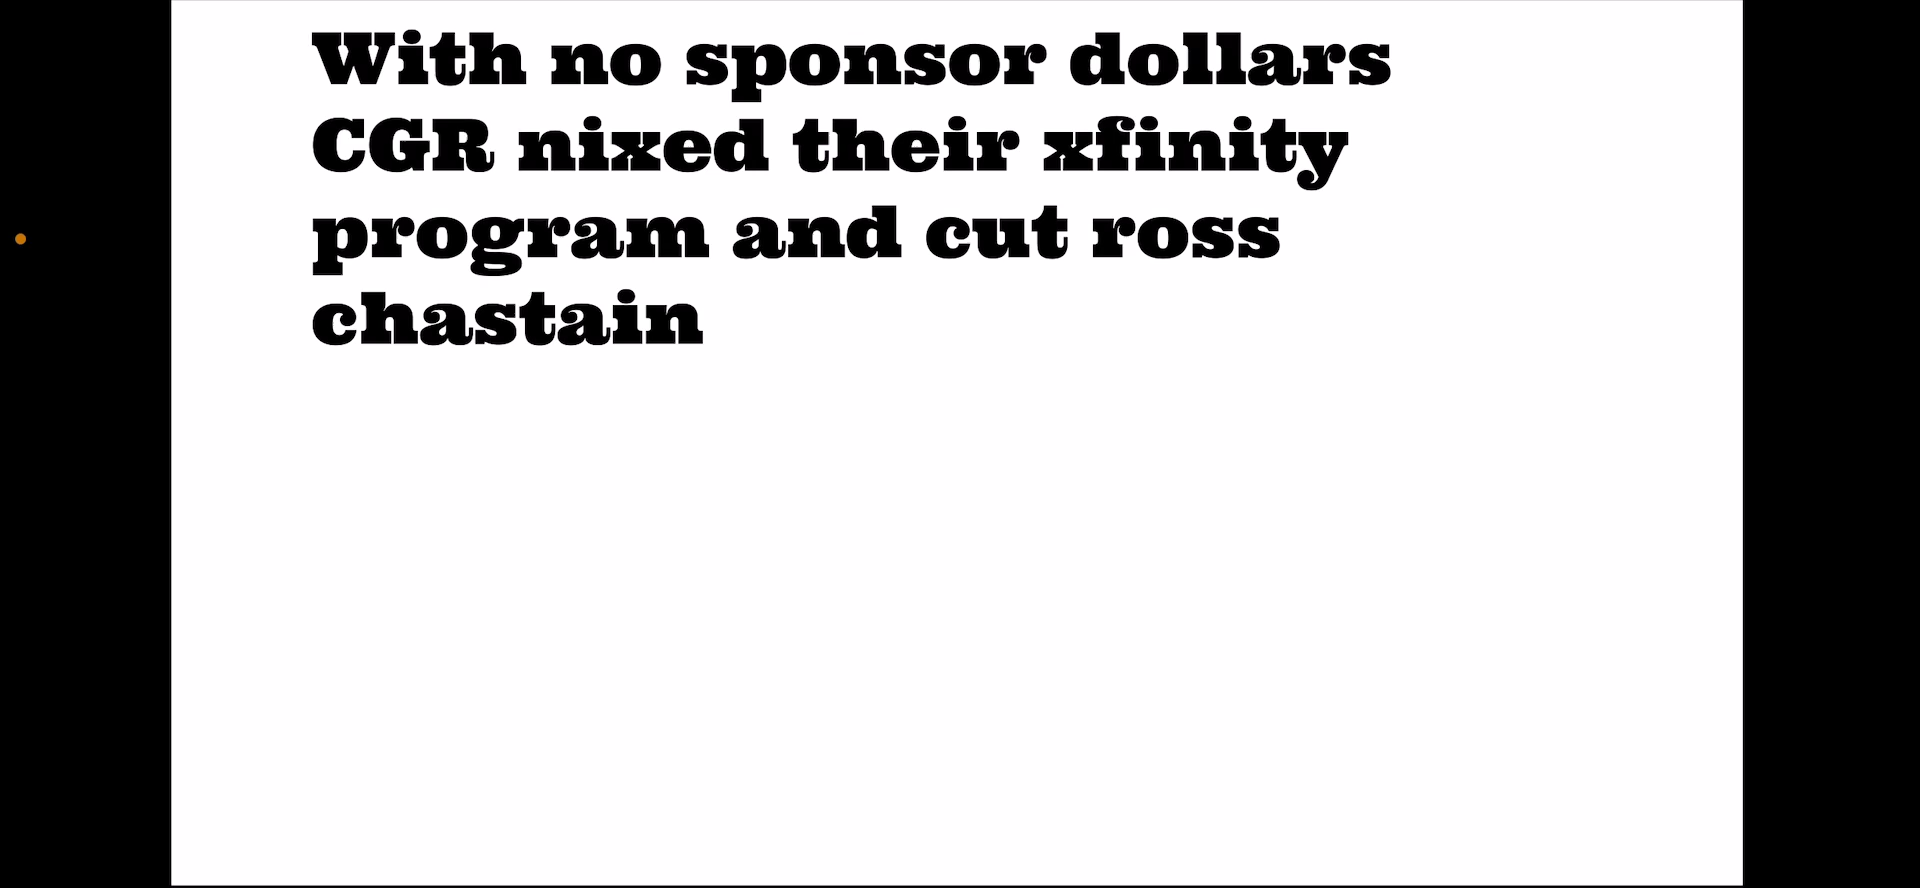 With no sponsor dollars
CGR nixed their xfinity
program and cut ross
chastain